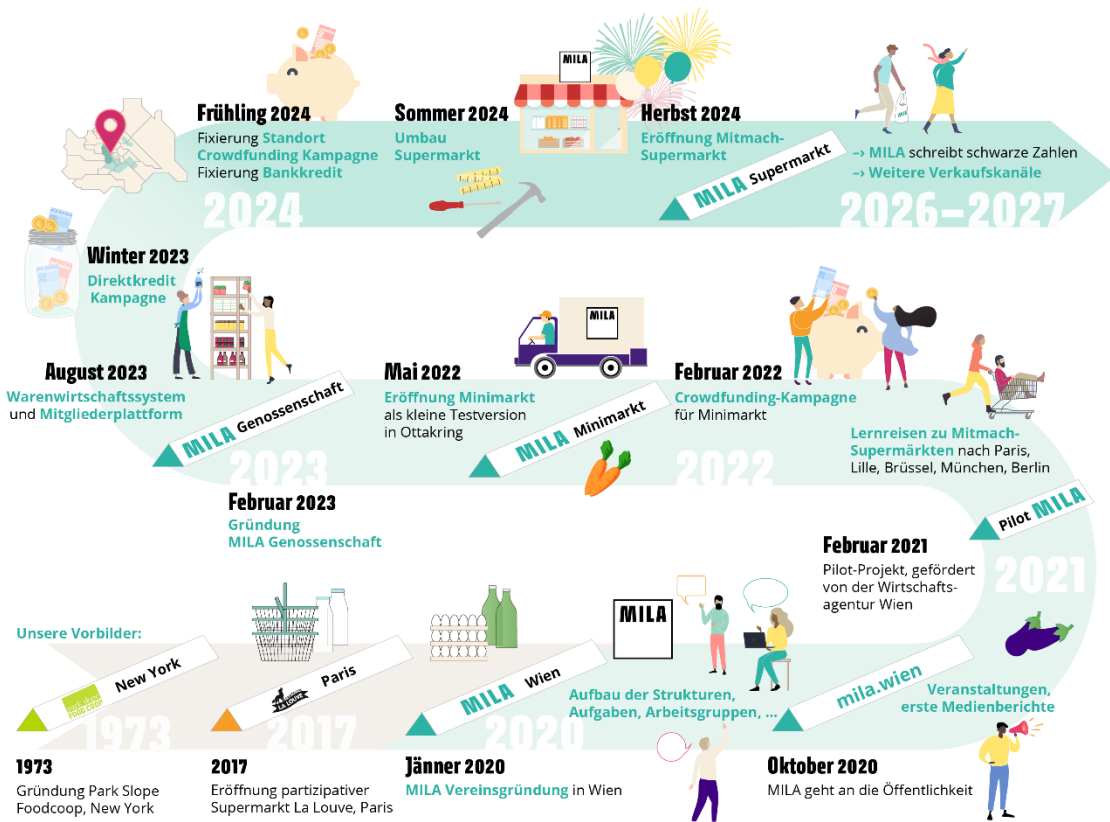 MILA
Frühling 2024
Fixierung Standort
Crowdfunding Kampagne
Fixierung Bankkredit
2024
Sommer 2024
Umbau
Supermarkt
Herbst 2024
Eröffnung Mitmach-
Supermarkt
MILA Supermarkt
MILA
–> MILA schreibt schwarze Zahlen
–> Weitere Verkaufskanäle
2026–2027
Winter 2023
Direktkredit
Kampagne
August 2023
Warenwirtschaftssystem
und Mitgliederplattform
MILA Genossenschaft
2023
Februar 2023
Gründung
MILA Genossenschaft
Mai 2022
Eröffnung Minimarkt
als kleine Testversion
in Ottakring
MILA
MILA Minimarkt
Februar 2022
Crowdfunding-Kampagne
für Minimarkt
2022
Lernreisen zu Mitmach-
Supermärkten nach Paris,
Lille, Brüssel, München, Berlin
Pilot MILA
Februar 2021
Pilot-Projekt, gefördert
von der Wirtschafts-
agentur Wien
2021
Unsere Vorbilder:
park slope
FOOD COOP
New York
1973
1973
Gründung Park Slope
Foodcoop, New York
LA LOUVE
Paris
2017
2017
Eröffnung partizipativer
Supermarkt La Louve, Paris
MILA Wien
2020
Jänner 2020
MILA Vereinsgründung in Wien
MILA
Aufbau der Strukturen,
Aufgaben, Arbeitsgruppen, ...
mila.wien
Veranstaltungen,
erste Medienberichte
Oktober 2020
MILA geht an die Öffentlichkeit